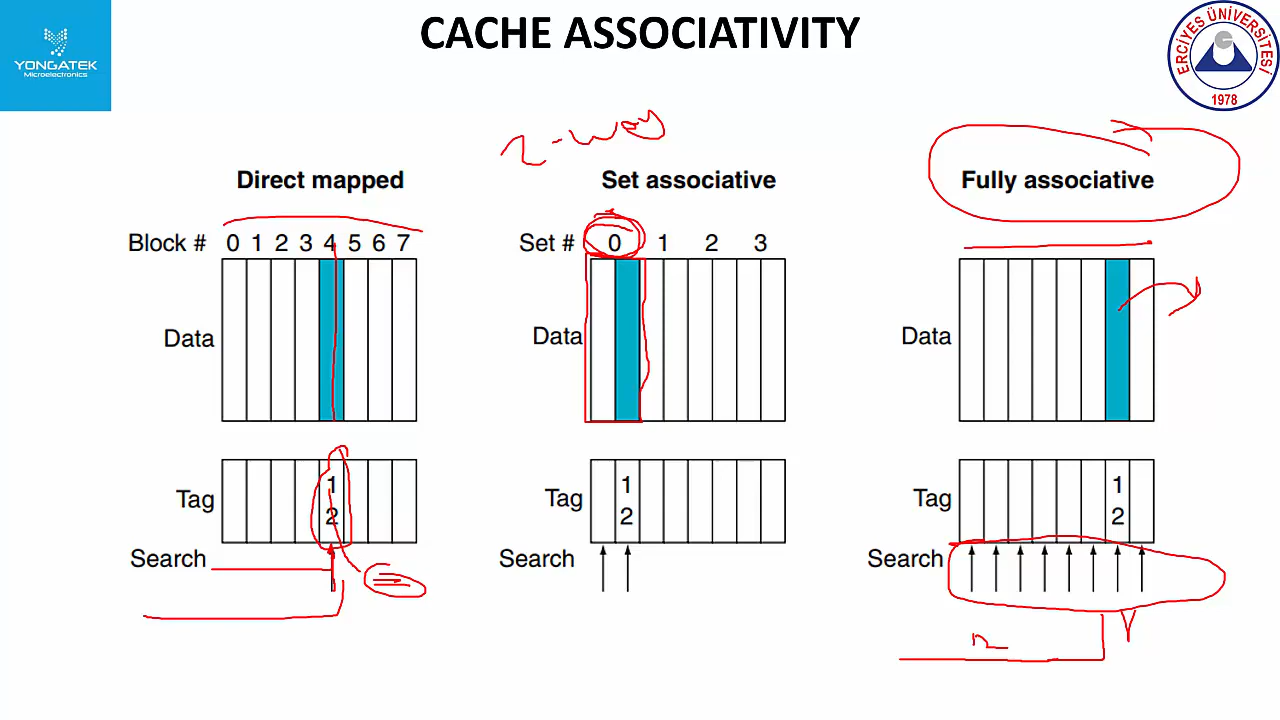 CACHE ASSOCIATIVITY
YONGATEK
Microelectronics
ERCİYES ÜNİVERSİTESİ
1978
n-way
Direct mapped
Block # 0 1 2 3 4 5 6 7
Data
Tag
1
2
Search
=
Set associative
Set # 0 1 2 3
Data
Tag
1
2
Search
Fully associative
Data
Tag
1
2
Search
n